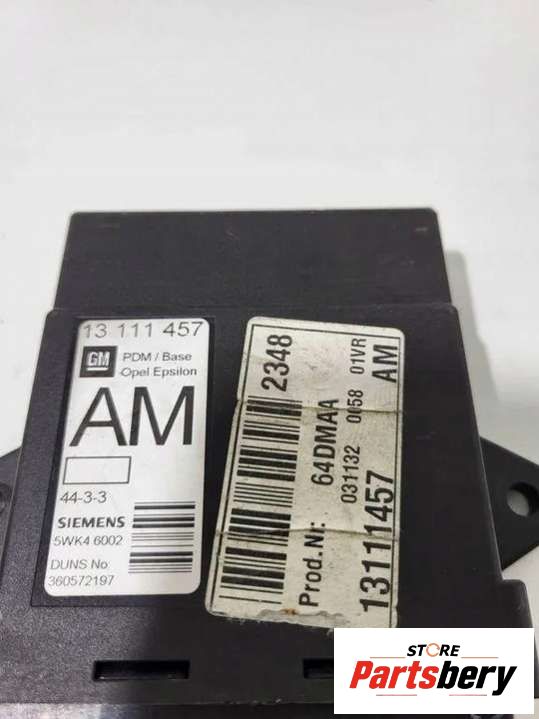 13 111 457
GM
PDM / Base
-Opel Epsilon
AM
44-3-3
SIEMENS
5WK4 6002
DUNS No:
360572197
2348
Prod.N.: 64DMAA
031132 0058 01VR
13111457 AM
STORE
Partsbery